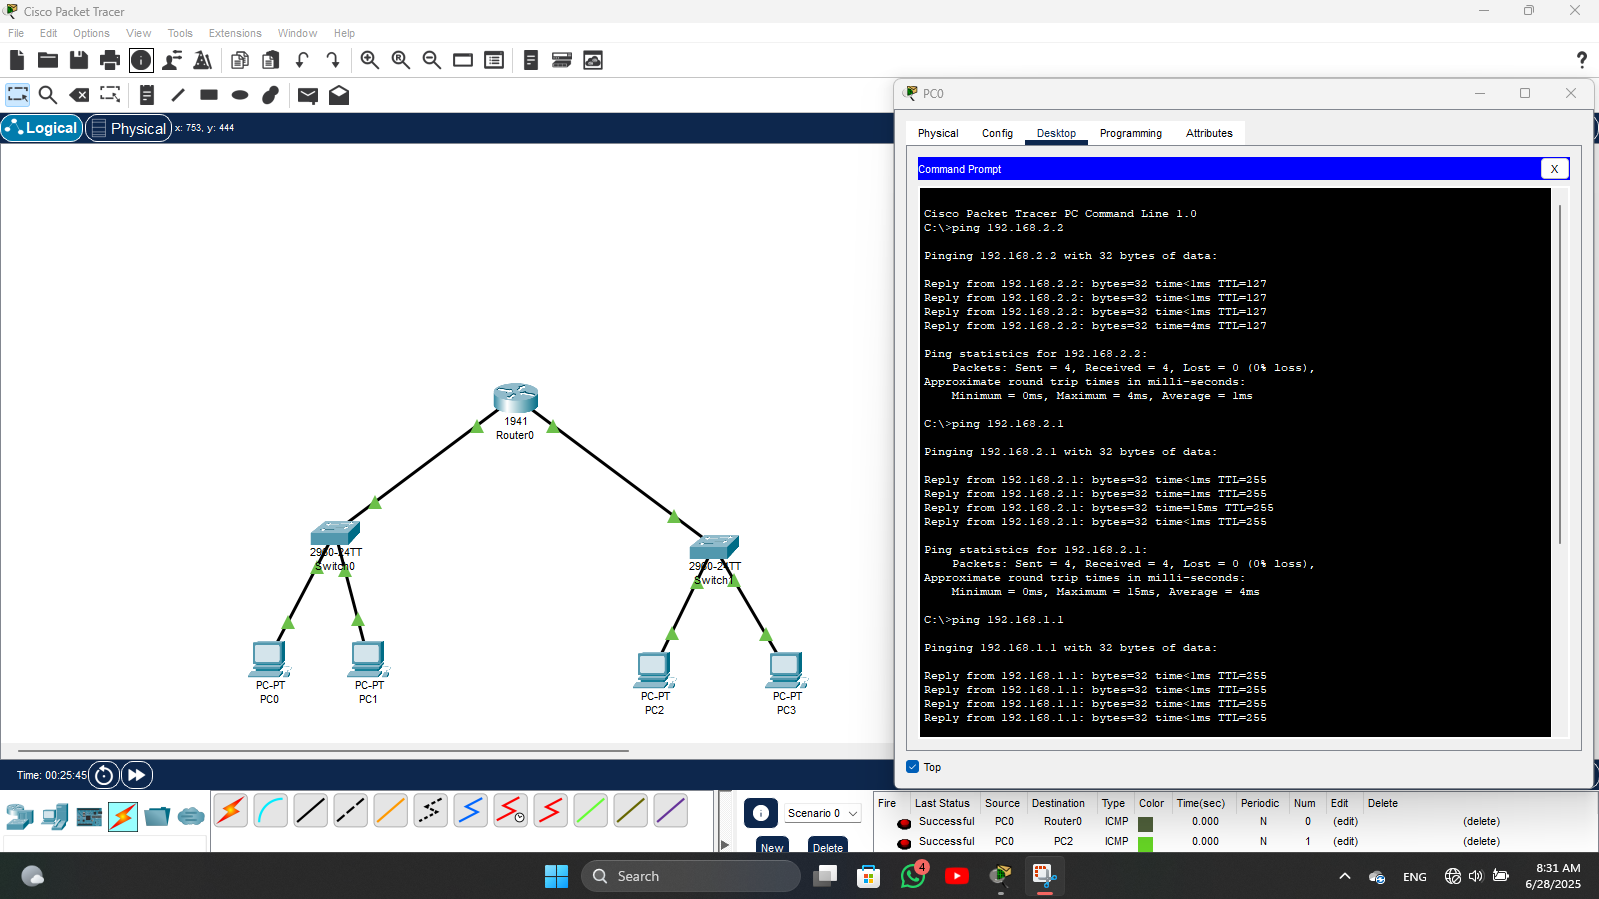 Cisco Packet Tracer
File Edit Options View Tools Extensions Window Help
Logical Physical x: 753, y: 444
1941
Router0
2960-24TT
Switch0
2960-24TT
Switch1
PC-PT
PC0
PC-PT
PC1
PC-PT
PC2
PC-PT
PC3
PC0
Physical Config Desktop Programming Attributes
Command Prompt X
Cisco Packet Tracer PC Command Line 1.0
C:\>ping 192.168.2.2
Pinging 192.168.2.2 with 32 bytes of data:
Reply from 192.168.2.2: bytes=32 time<1ms TTL=127
Reply from 192.168.2.2: bytes=32 time<1ms TTL=127
Reply from 192.168.2.2: bytes=32 time<1ms TTL=127
Reply from 192.168.2.2: bytes=32 time=4ms TTL=127
Ping statistics for 192.168.2.2:
Packets: Sent = 4, Received = 4, Lost = 0 (0% loss),
Approximate round trip times in milli-seconds:
Minimum = 0ms, Maximum = 4ms, Average = 1ms
C:\>ping 192.168.2.1
Pinging 192.168.2.1 with 32 bytes of data:
Reply from 192.168.2.1: bytes=32 time<1ms TTL=255
Reply from 192.168.2.1: bytes=32 time=1ms TTL=255
Reply from 192.168.2.1: bytes=32 time=15ms TTL=255
Reply from 192.168.2.1: bytes=32 time<1ms TTL=255
Ping statistics for 192.168.2.1:
Packets: Sent = 4, Received = 4, Lost = 0 (0% loss),
Approximate round trip times in milli-seconds:
Minimum = 0ms, Maximum = 15ms, Average = 4ms
C:\>ping 192.168.1.1
Pinging 192.168.1.1 with 32 bytes of data:
Reply from 192.168.1.1: bytes=32 time<1ms TTL=255
Reply from 192.168.1.1: bytes=32 time<1ms TTL=255
Reply from 192.168.1.1: bytes=32 time<1ms TTL=255
Reply from 192.168.1.1: bytes=32 time<1ms TTL=255
Top
Time: 00:25:45
Scenario 0
New Delete
Fire Last Status Source Destination Type Color Time(sec) Periodic Num Edit Delete
Successful PC0 Router0 ICMP 0.000 N 0 (edit) (delete)
Successful PC0 PC2 ICMP 0.000 N 1 (edit) (delete)
Search
4
ENG
8:31 AM
6/28/2025